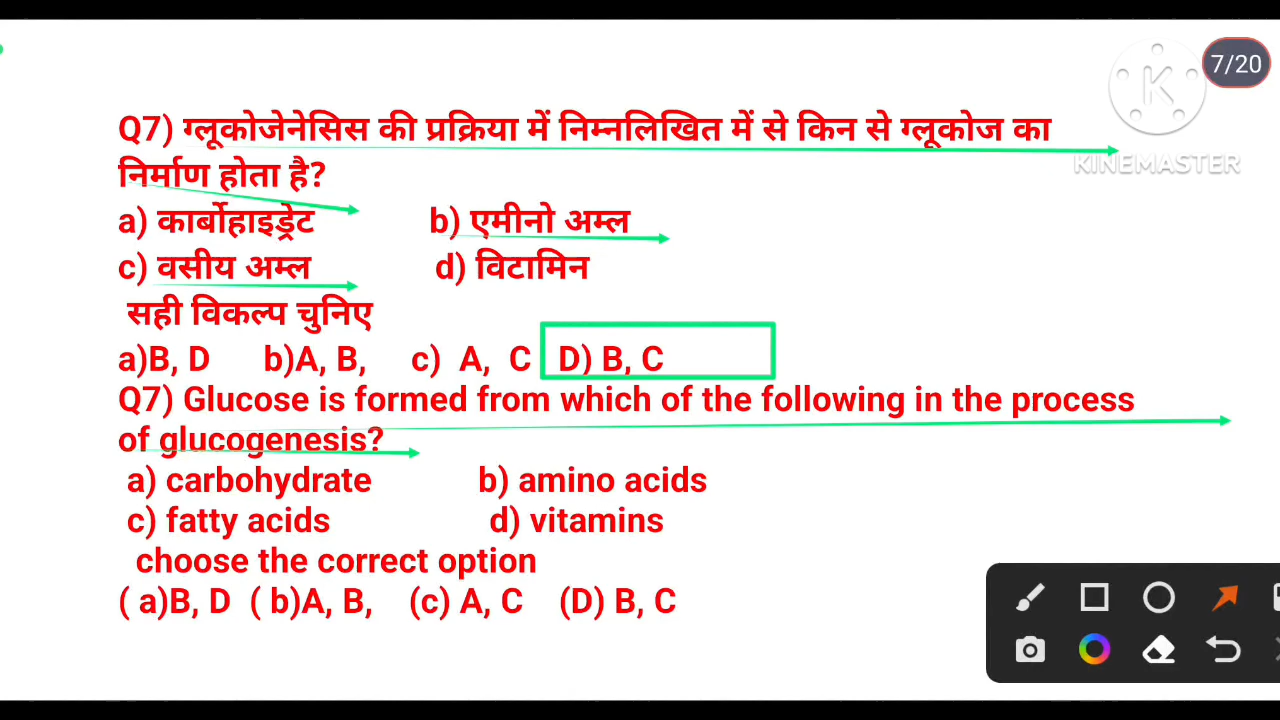 7/20
KINEMASTER
Q7) ग्लूकोजेनेसिस की प्रक्रिया में निम्नलिखित में से किन से ग्लूकोज का
निर्माण होता है?
a) कार्बोहाइड्रेट b) एमीनो अम्ल
c) वसीय अम्ल d) विटामिन
सही विकल्प चुनिए
a)B, D b)A, B, c) A, C D) B, C
Q7) Glucose is formed from which of the following in the process
of glucogenesis?
a) carbohydrate b) amino acids
c) fatty acids d) vitamins
choose the correct option
( a)B, D ( b)A, B, (c) A, C (D) B, C